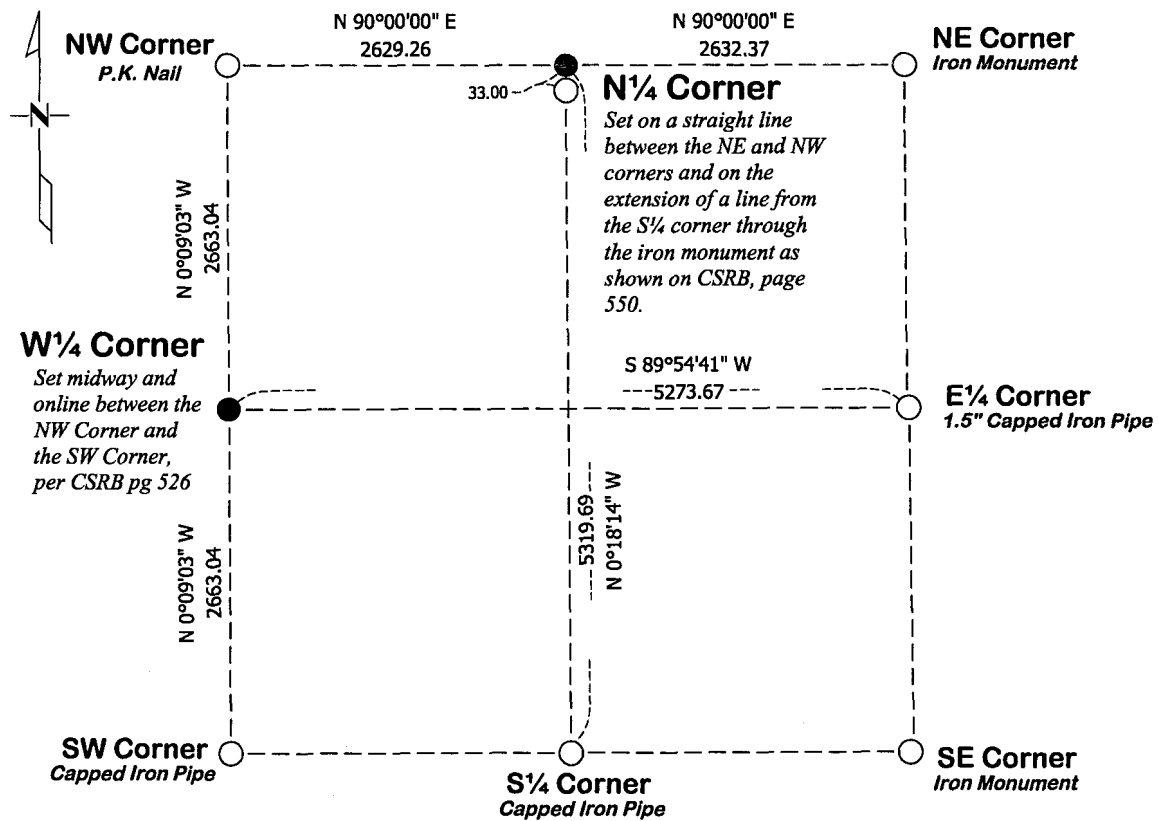 N 90°00'00" E
2629.26
N 90°00'00" E
2632.37
NW Corner
P.K. Nail
NE Corner
Iron Monument
N
33.00
N¼ Corner
Set on a straight line
between the NE and NW
corners and on the
extension of a line from
the S¼ corner through
the iron monument as
shown on CSRB, page
550.
N 0°09'03" W
2663.04
W¼ Corner
Set midway and
online between the
NW Corner and
the SW Corner,
per CSRB pg 526
S 89°54'41" W
5273.67
E¼ Corner
1.5" Capped Iron Pipe
5319.69
N 0°18'14" W
N 0°09'03" W
2663.04
SW Corner
Capped Iron Pipe
S¼ Corner
Capped Iron Pipe
SE Corner
Iron Monument